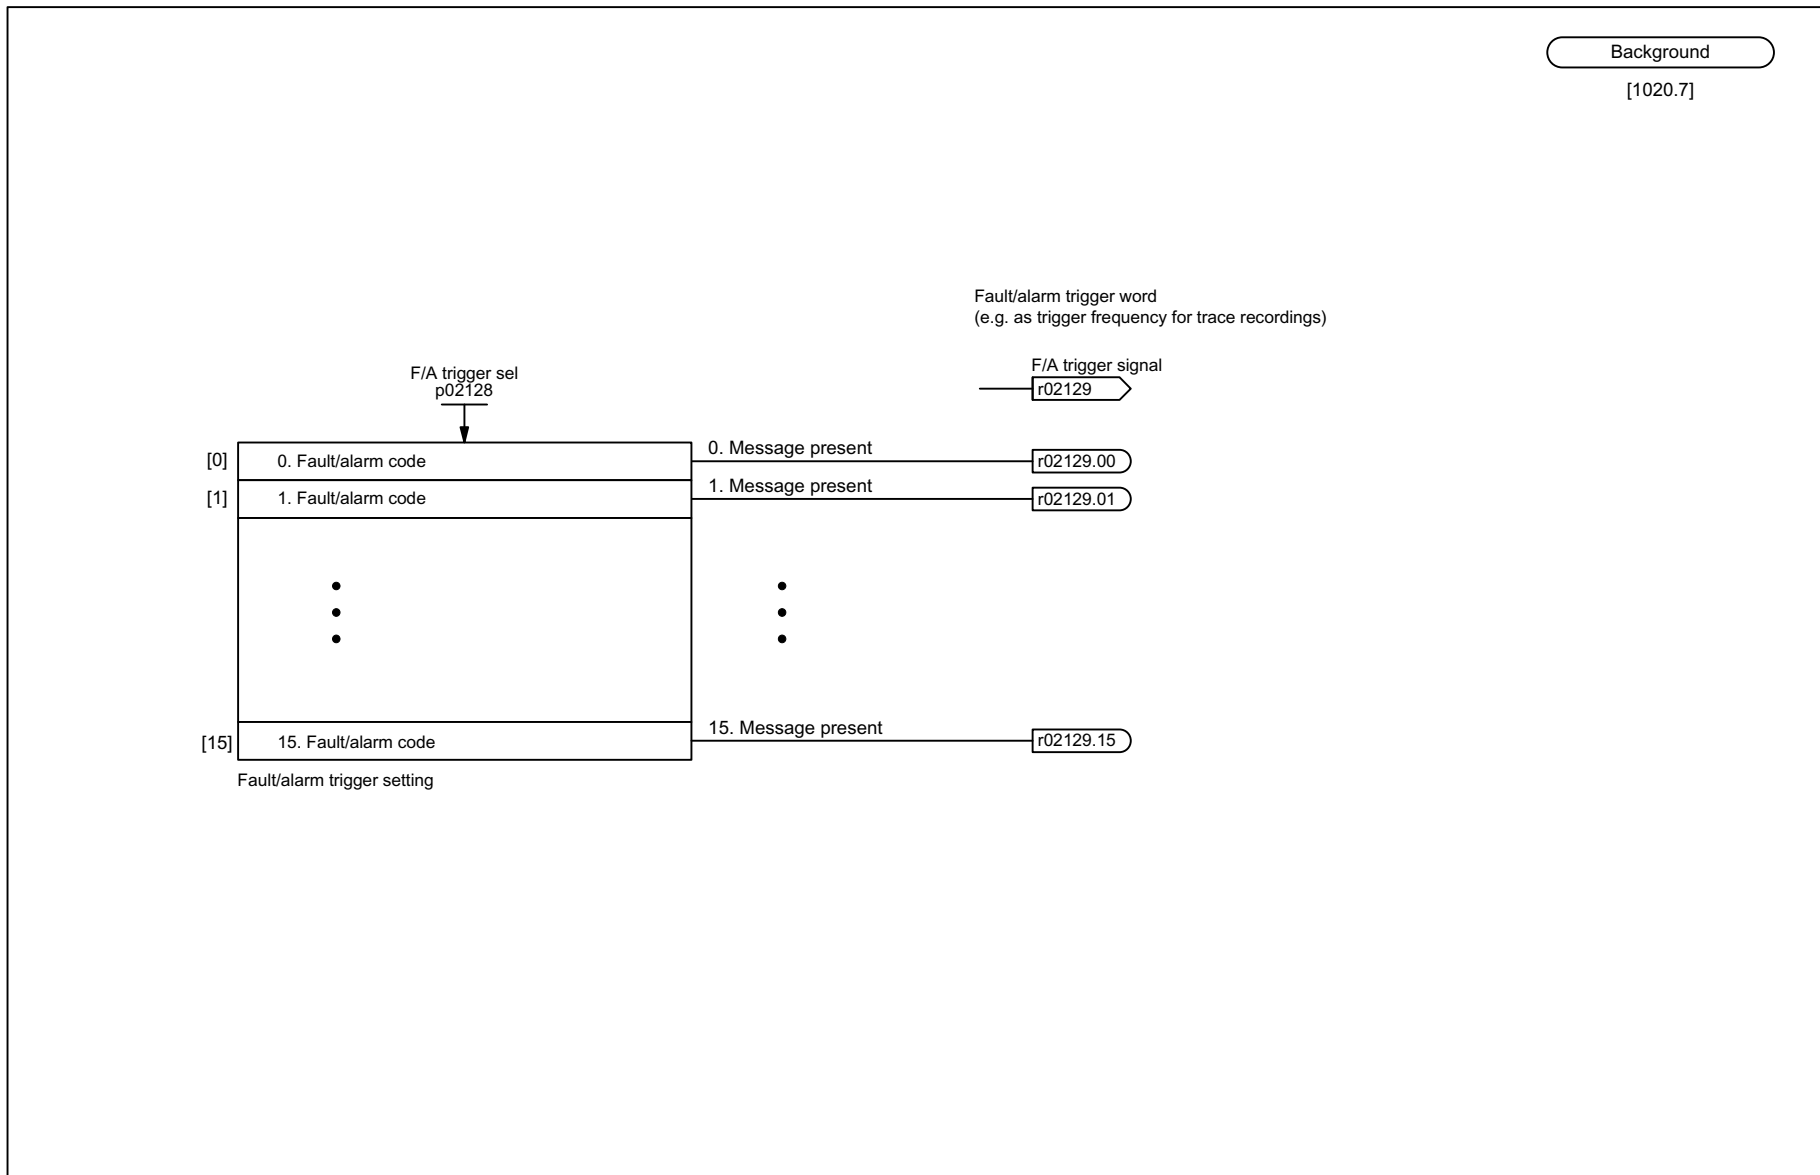 Background
[1020.7]
Fault/alarm trigger word
(e.g. as trigger frequency for trace recordings)
F/A trigger signal
r02129
F/A trigger sel
p02128
[0] 0. Fault/alarm code 0. Message present r02129.00
[1] 1. Fault/alarm code 1. Message present r02129.01
[15] 15. Fault/alarm code 15. Message present r02129.15
Fault/alarm trigger setting